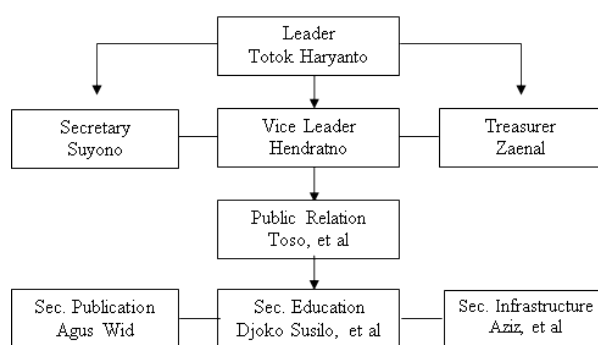 Leader
Totok Haryanto
Secretary
Suyono
Vice Leader
Hendratno
Treasurer
Zaenal
Public Relation
Toso, et al
Sec. Publication
Agus Wid
Sec. Education
Djoko Susilo, et al
Sec. Infrastructure
Aziz, et al